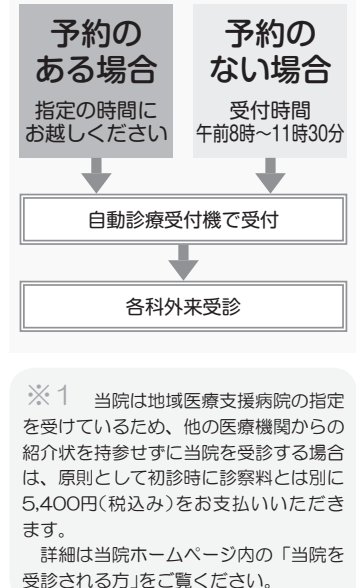 予約の
ある場合
指定の時間に
お越しください
予約の
ない場合
受付時間
午前8時～11時30分
自動診療受付機で受付
各科外来受診
※1　当院は地域医療支援病院の指定
を受けているため、他の医療機関からの
紹介状を持参せずに当院を受診する場合
は、原則として初診時に診察料とは別に
5,400円(税込み)をお支払いいただき
ます。
　詳細は当院ホームページ内の「当院を
受診される方」をご覧ください。